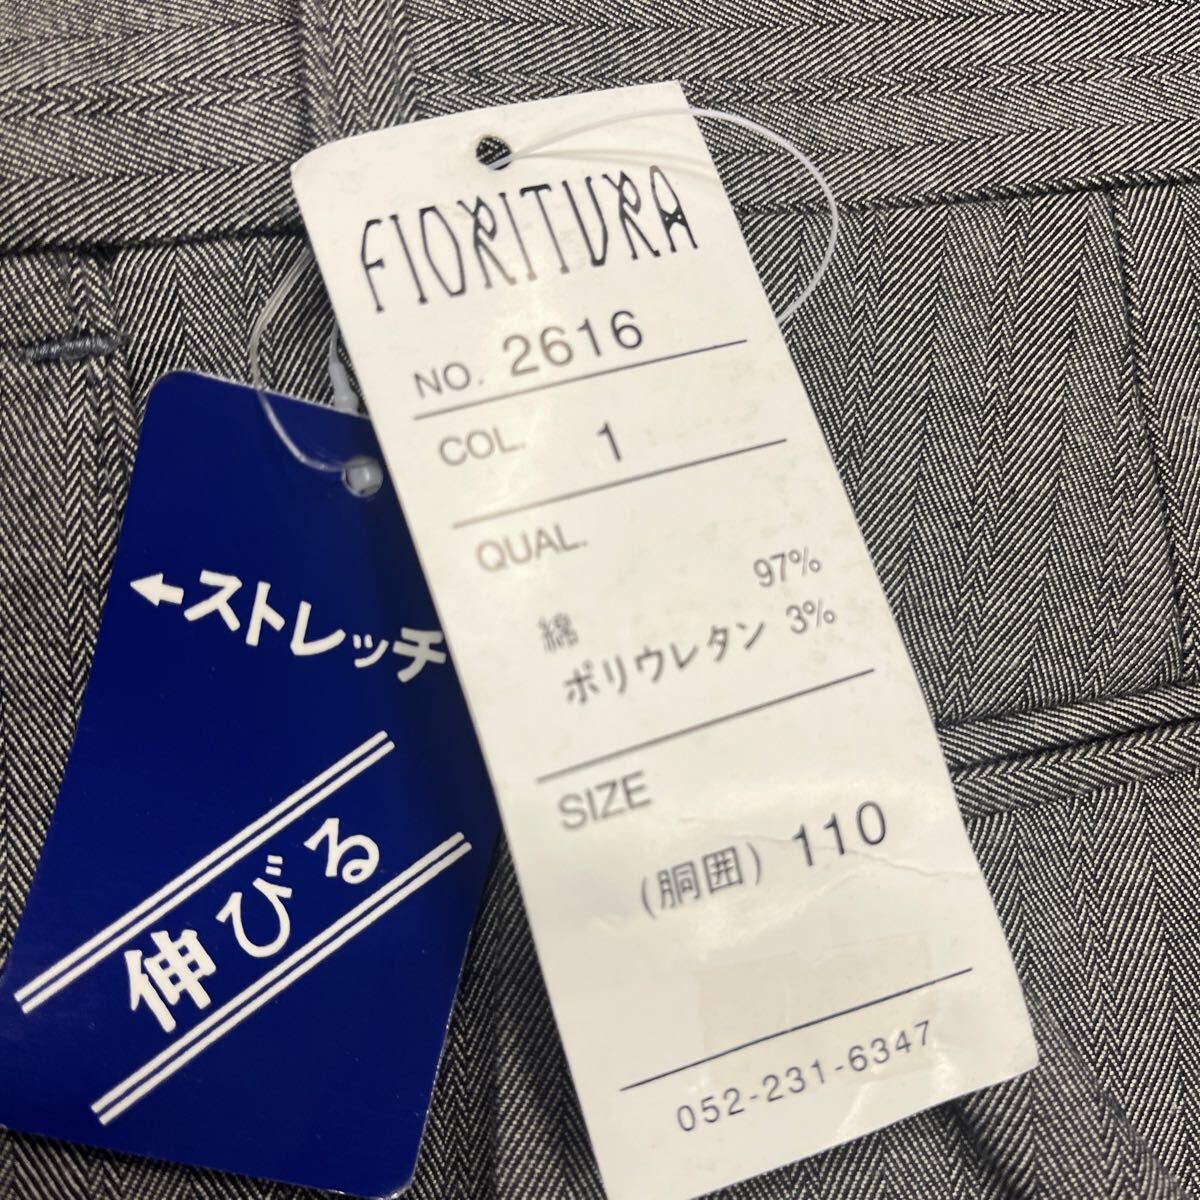 FIORITURA
NO. 2616
COL. 1
QUAL.
綿 97%
ポリウレタン 3%
SIZE
(胴囲) 110
052-231-6347
←ストレッチ
伸びる